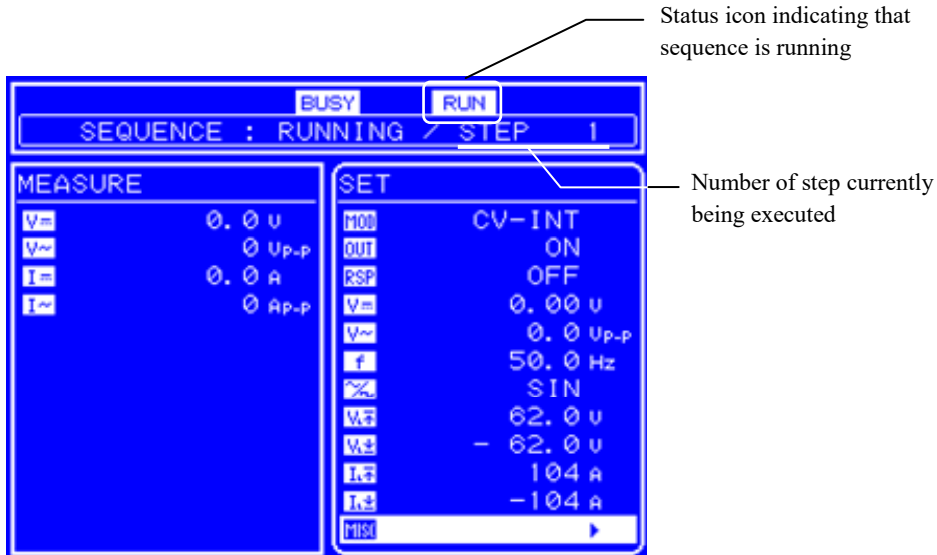 Status icon indicating that
sequence is running
BUSY RUN
SEQUENCE : RUNNING / STEP 1
Number of step currently
being executed
MEASURE
V= 0.0 V
V~ 0 Vp-p
I= 0.0 A
I~ 0 Ap-p
SET
MOD CV-INT
OUT ON
RSP OFF
V= 0.00 V
V~ 0.0 Vp-p
f 50.0 Hz
SIN
62.0 V
- 62.0 V
104 A
-104 A
MISC